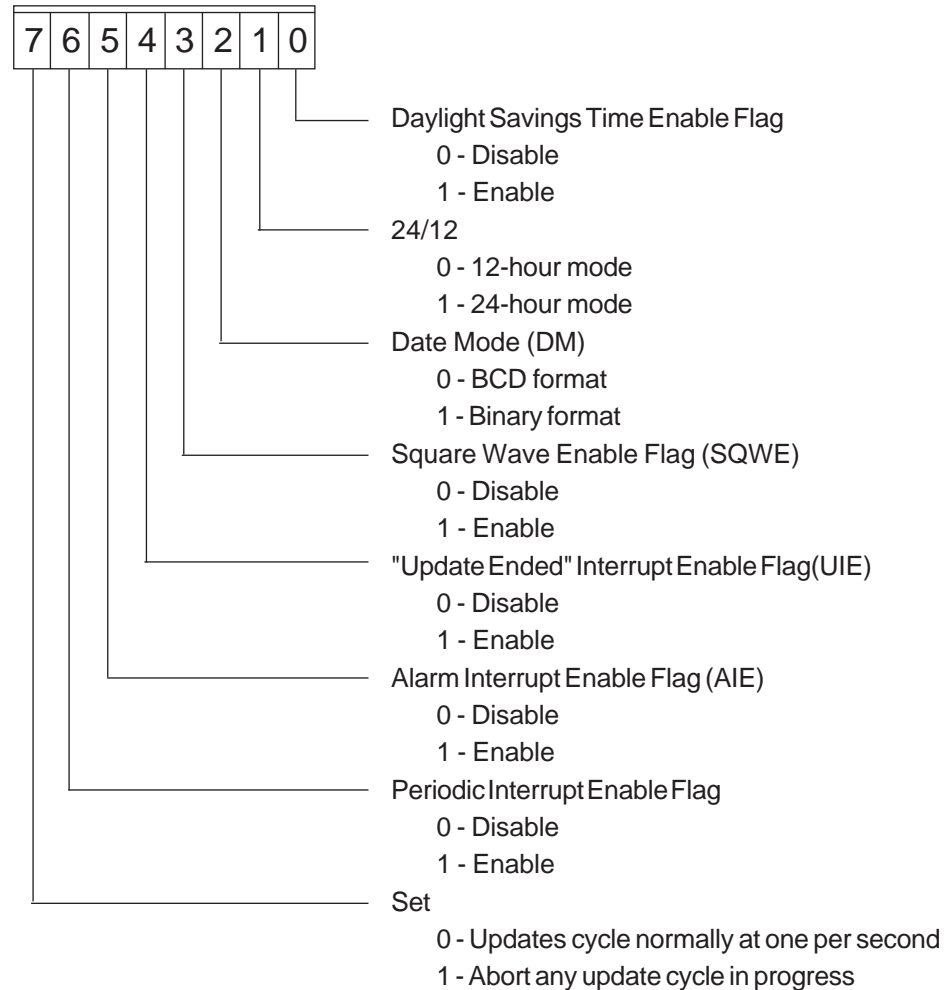 7 6 5 4 3 2 1 0
Daylight Savings Time Enable Flag
0 - Disable
1 - Enable
24/12
0 - 12-hour mode
1 - 24-hour mode
Date Mode (DM)
0 - BCD format
1 - Binary format
Square Wave Enable Flag (SQWE)
0 - Disable
1 - Enable
"Update Ended" Interrupt Enable Flag(UIE)
0 - Disable
1 - Enable
Alarm Interrupt Enable Flag (AIE)
0 - Disable
1 - Enable
Periodic Interrupt Enable Flag
0 - Disable
1 - Enable
Set
0 - Updates cycle normally at one per second
1 - Abort any update cycle in progress